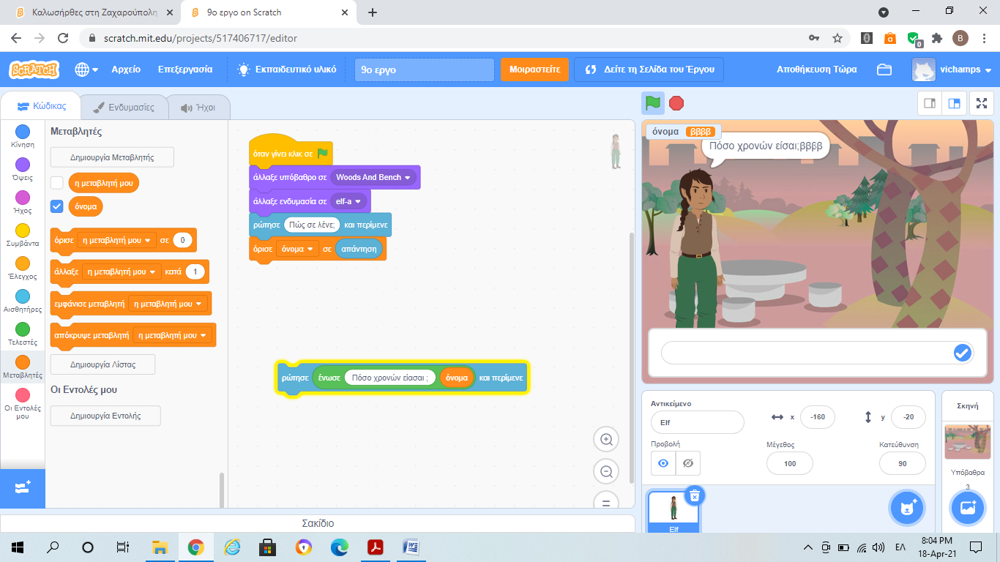 Καλωσήρθες στη Ζαχαρούπολη
9ο εργο on Scratch
scratch.mit.edu/projects/517406717/editor
0
B
SCRATCH
Αρχείο
Επεξεργασία
Εκπαιδευτικό υλικό
9ο εργο
Μοιραστείτε
Δείτε τη Σελίδα του Έργου
Αποθήκευση Τώρα
vichamps
Κώδικας
Ενδυμασίες
Ήχοι
Κίνηση
Όψεις
Ήχος
Συμβάντα
Έλεγχος
Αισθητήρες
Τελεστές
Μεταβλητές
Οι Εντολές
μου
Μεταβλητές
Δημιουργία Μεταβλητής
η μεταβλητή μου
όνομα
όρισε η μεταβλητή μου σε 0
άλλαξε η μεταβλητή μου κατά 1
εμφάνισε μεταβλητή η μεταβλητή μου
απόκρυψε μεταβλητή η μεταβλητή μου
Δημιουργία Λίστας
Οι Εντολές μου
Δημιουργία Εντολής
όταν γίνει κλικ σε
άλλαξε υπόβαθρο σε Woods And Bench
άλλαξε ενδυμασία σε elf-a
ρώτησε Πώς σε λένε; και περίμενε
όρισε όνομα σε απάντηση
ρώτησε ένωσε Πόσο χρονών είασαι ; όνομα και περίμενε
Σακίδιο
όνομα ββββ
Πόσο χρονών είσαι;ββββ
Αντικείμενο
Elf
x -160
y -20
Προβολή
Μέγεθος
100
Κατεύθυνση
90
Elf
Σκηνή
Υπόβαθρα
3
ΕΛ
8:04 PM
18-Apr-21